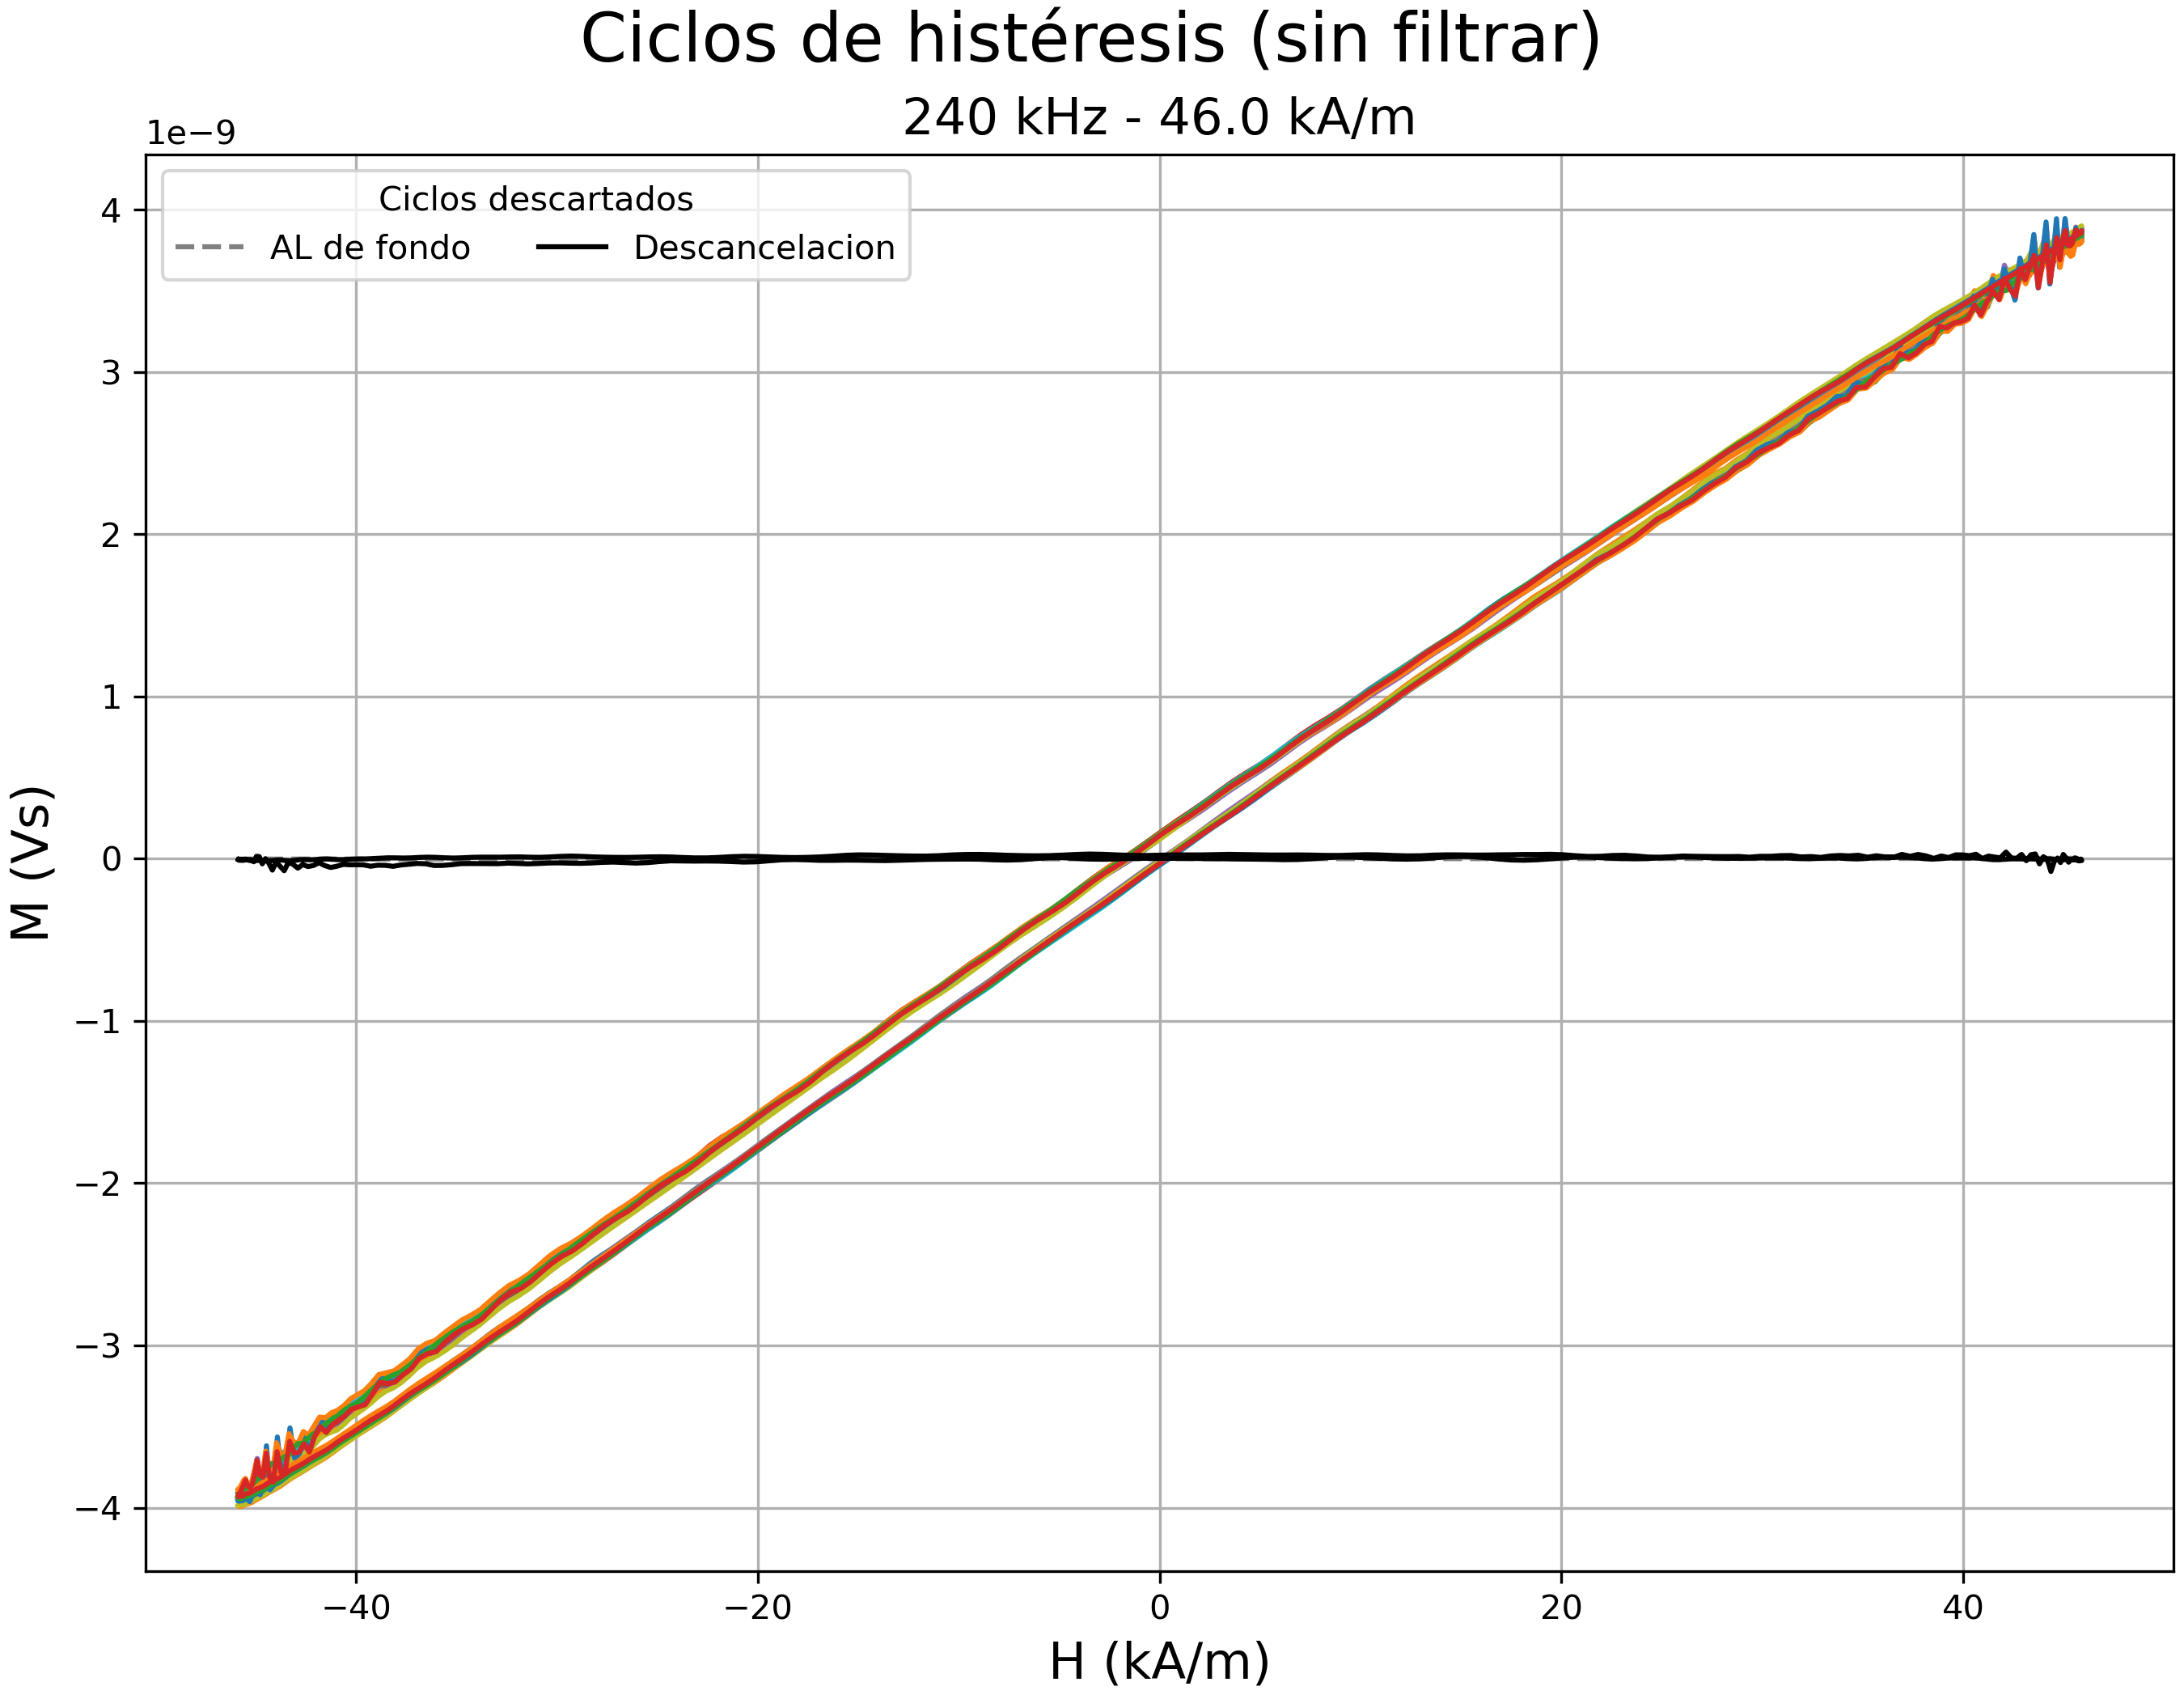 Ciclos de histéresis (sin filtrar)
240 kHz - 46.0 kA/m
1e−9
Ciclos descartados
AL de fondo
Descancelacion
4
3
2
1
0
−1
−2
−3
−4
M (Vs)
−40
−20
0
20
40
H (kA/m)